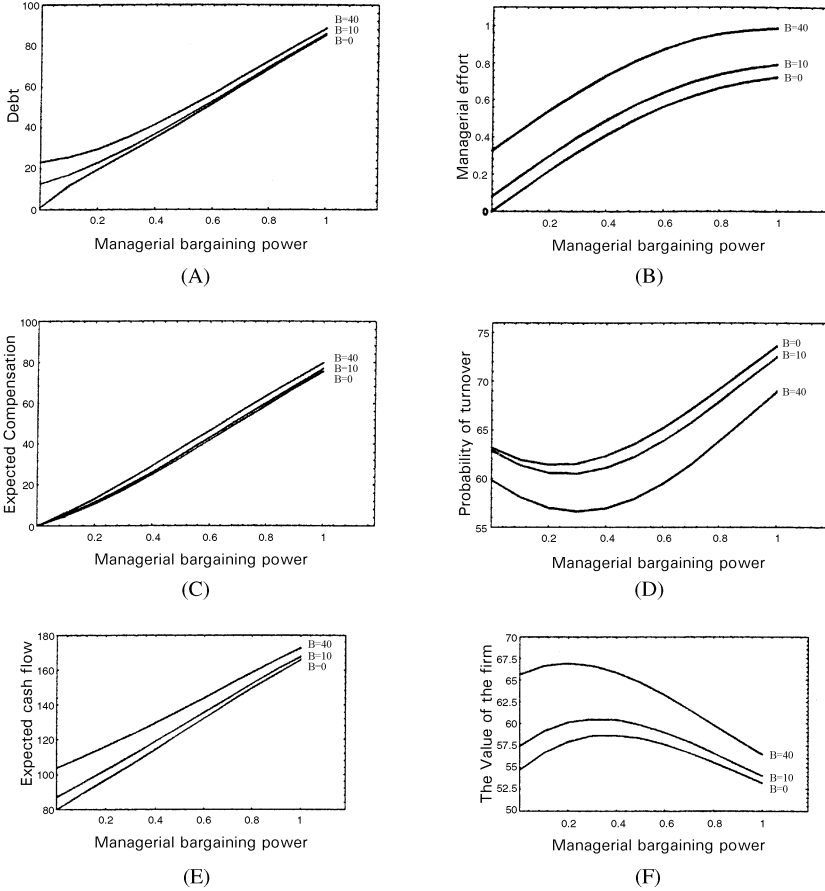 100
80
60
40
20
0
Debt
B=40
B=10
B=0
0.2 0.4 0.6 0.8 1
Managerial bargaining power
(A)
1
0.8
0.6
0.4
0.2
0
Managerial effort
B=40
B=10
B=0
0.2 0.4 0.6 0.8 1
Managerial bargaining power
(B)
100
80
60
40
20
0
Expected Compensation
B=40
B=10
B=0
0.2 0.4 0.6 0.8 1
Managerial bargaining power
(C)
75
70
65
60
55
Probability of turnover
B=0
B=10
B=40
0.2 0.4 0.6 0.8 1
Managerial bargaining power
(D)
180
160
140
120
100
80
Expected cash flow
B=40
B=10
B=0
0.2 0.4 0.6 0.8 1
Managerial bargaining power
(E)
70
67.5
65
62.5
60
57.5
55
52.5
50
The Value of the firm
B=40
B=10
B=0
0.2 0.4 0.6 0.8 1
Managerial bargaining power
(F)